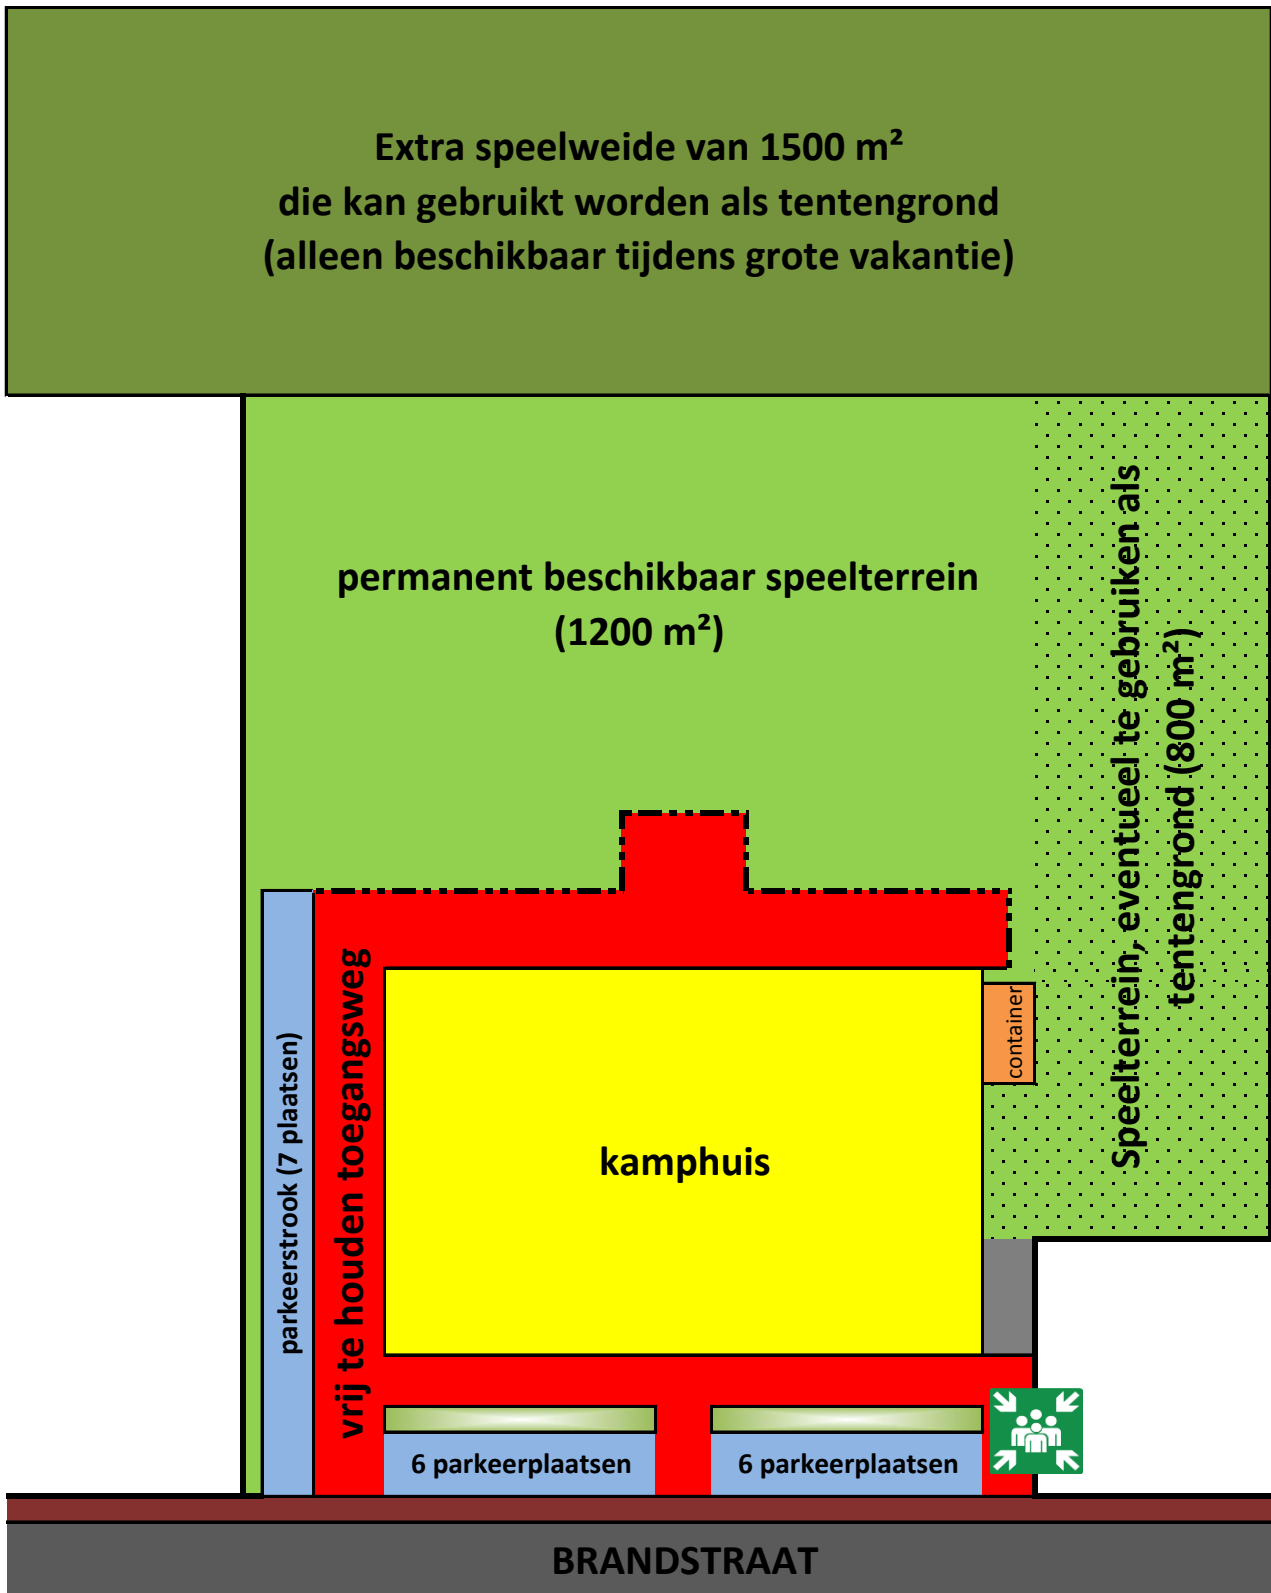 Extra speelweide van 1500 m²
die kan gebruikt worden als tentengrond
(alleen beschikbaar tijdens grote vakantie)
permanent beschikbaar speelterrein
(1200 m²)
Speelterrein, eventueel te gebruiken als
tentengrond (800 m²)
container
parkeerstrook (7 plaatsen)
vrij te houden toegangsweg
kamphuis
6 parkeerplaatsen
6 parkeerplaatsen
BRANDSTRAAT